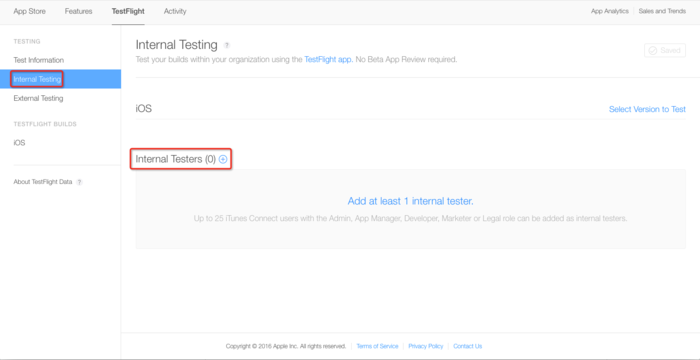 App Store Features TestFlight Activity App Analytics Sales and Trends
TESTING
Test Information
Internal Testing
External Testing
TESTFLIGHT BUILDS
iOS
About TestFlight Data ?
Internal Testing ?
Saved
Test your builds within your organization using the TestFlight app. No Beta App Review required.
iOS Select Version to Test
Internal Testers (0)
Add at least 1 internal tester.
Up to 25 iTunes Connect users with the Admin, App Manager, Developer, Marketer or Legal role can be added as internal testers.
Copyright © 2016 Apple Inc. All rights reserved. Terms of Service Privacy Policy Contact Us